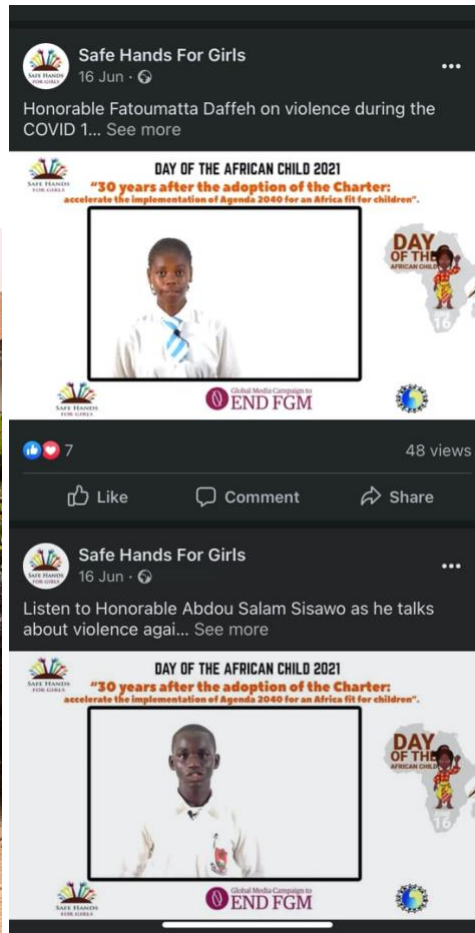 Safe Hands For Girls
16 Jun ·
Honorable Fatoumatta Daffeh on violence during the
COVID 1... See more
SAFE HANDS
FOR GIRLS
DAY OF THE AFRICAN CHILD 2021
"30 years after the adoption of the Charter:
accelerate the implementation of Agenda 2040 for an Africa fit for children".
DAY
OF THE
AFRICAN CHILD
16
SAFE HANDS
FOR GIRLS
Global Media Campaign to
END FGM
7
48 views
Like
Comment
Share
Safe Hands For Girls
16 Jun ·
Listen to Honorable Abdou Salam Sisawo as he talks
about violence agai... See more
SAFE HANDS
FOR GIRLS
DAY OF THE AFRICAN CHILD 2021
"30 years after the adoption of the Charter:
accelerate the implementation of Agenda 2040 for an Africa fit for children".
DAY
OF THE
AFRICAN CHILD
16
SAFE HANDS
FOR GIRLS
Global Media Campaign to
END FGM